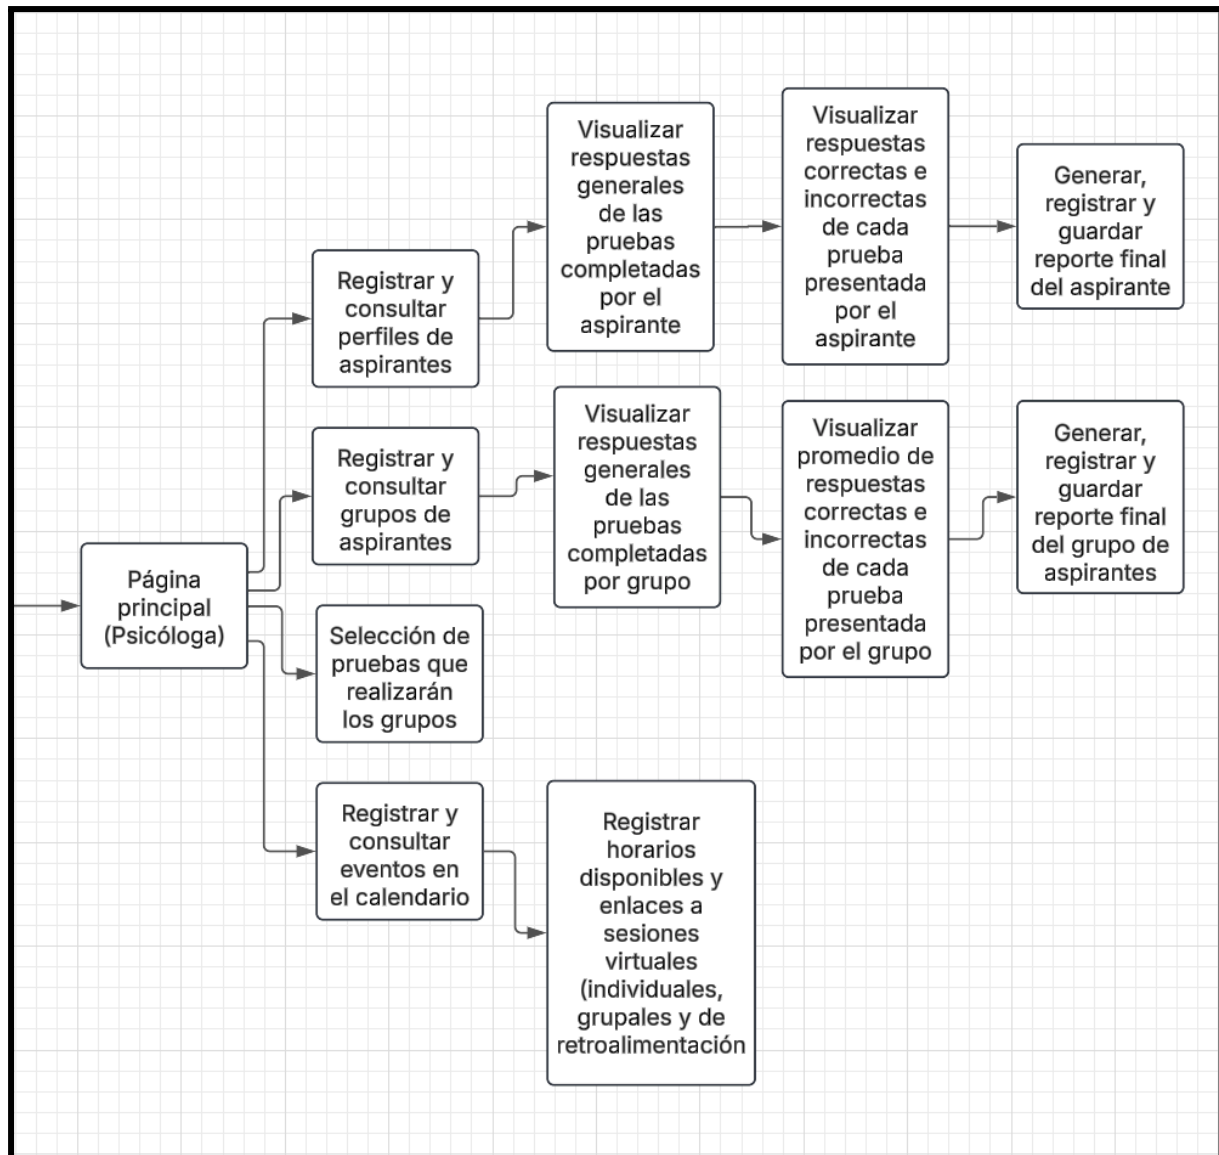 Página
principal
(Psicóloga)
Registrar y
consultar
perfiles de
aspirantes
Visualizar
respuestas
generales
de las
pruebas
completadas
por el
aspirante
Visualizar
respuestas
correctas e
incorrectas
de cada
prueba
presentada
por el
aspirante
Generar,
registrar y
guardar
reporte final
del aspirante
Registrar y
consultar
grupos de
aspirantes
Visualizar
respuestas
generales
de las
pruebas
completadas
por grupo
Visualizar
promedio de
respuestas
correctas e
incorrectas
de cada
prueba
presentada
por el grupo
Generar,
registrar y
guardar
reporte final
del grupo de
aspirantes
Selección de
pruebas que
realizarán
los grupos
Registrar y
consultar
eventos en
el calendario
Registrar
horarios
disponibles y
enlaces a
sesiones
virtuales
(individuales,
grupales y de
retroalimentación